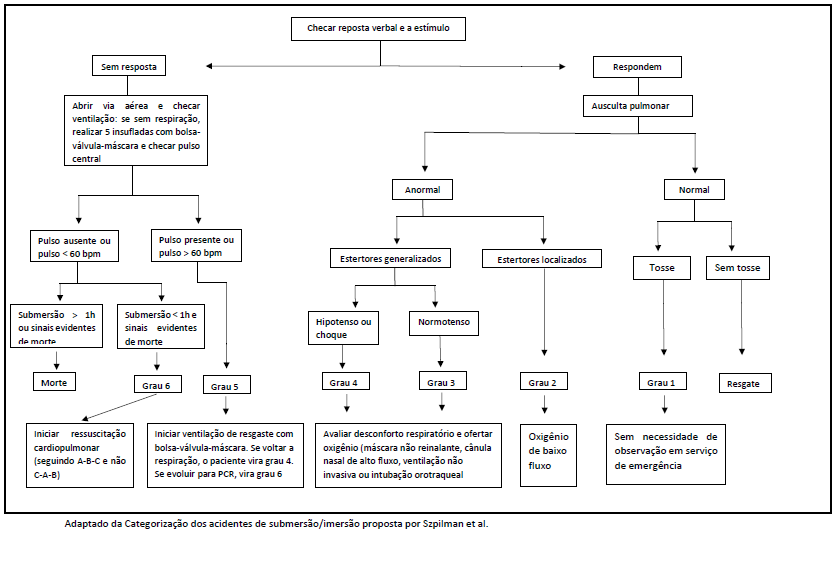 Checar reposta verbal e a estímulo
Sem resposta
Respondem
Abrir via aérea e checar
ventilação: se sem respiração,
realizar 5 insufladas com bolsa-
válvula-máscara e checar pulso
central
Ausculta pulmonar
Anormal
Normal
Pulso ausente ou
pulso < 60 bpm
Pulso presente ou
pulso > 60 bpm
Estertores generalizados
Estertores localizados
Tosse
Sem tosse
Submersão > 1h
ou sinais evidentes
de morte
Submersão < 1h e
sinais evidentes
de morte
Hipotenso ou
choque
Normotenso
Morte
Grau 6
Grau 5
Grau 4
Grau 3
Grau 2
Grau 1
Resgate
Iniciar ressuscitação
cardiopulmonar
(seguindo A-B-C e não
C-A-B)
Iniciar ventilação de resgaste com
bolsa-válvula-máscara. Se voltar a
respiração, o paciente vira grau 4.
Se evoluir para PCR, vira grau 6
Avaliar desconforto respiratório e ofertar
oxigênio (máscara não reinalante, cânula
nasal de alto fluxo, ventilação não
invasiva ou intubação orotraqueal
Oxigênio
de baixo
fluxo
Sem necessidade de
observação em serviço
de emergência
Adaptado da Categorização dos acidentes de submersão/imersão proposta por Szpilman et al.